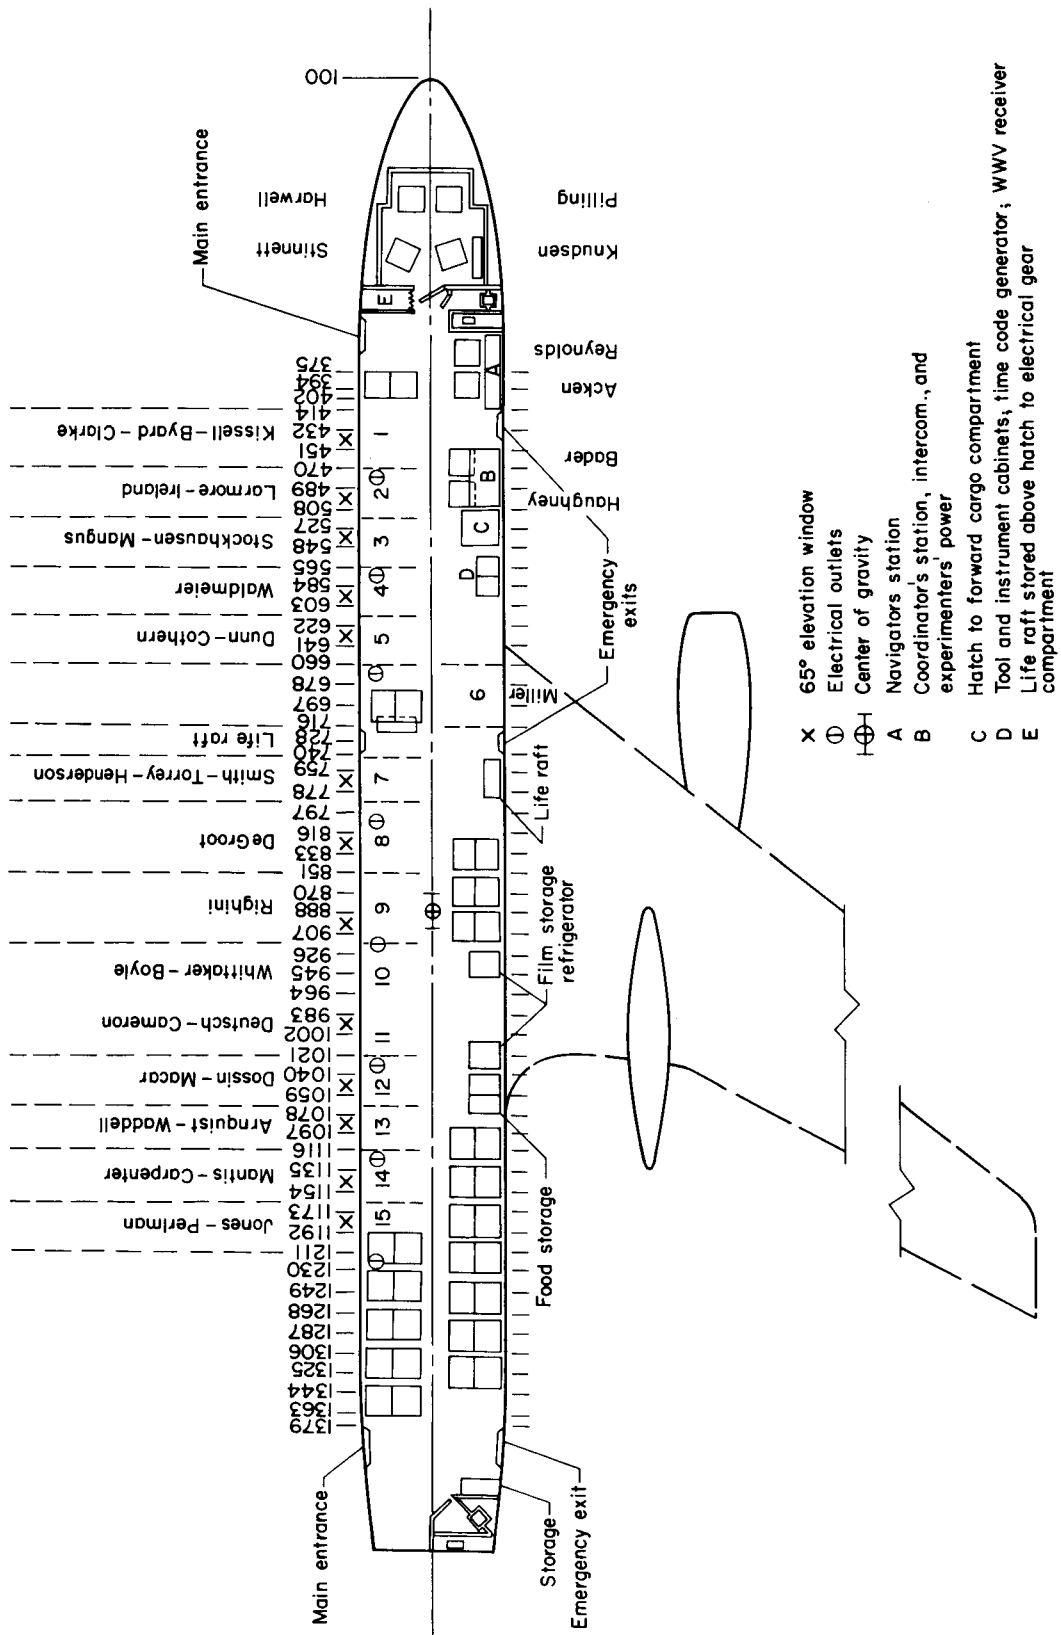 100
Main entrance
Harwell
Stinnett
Pilling
Knudsen
E
375
394
402
414
432
451
470
489
508
527
548
565
584
603
622
641
660
678
697
716
728
740
759
778
797
816
833
851
870
888
907
926
945
964
983
1002
1021
1040
1059
1078
1097
1116
1135
1154
1173
1192
1211
1230
1249
1268
1287
1306
1325
1344
1363
1379
Kissell-Byard-Clarke
Larmore-Ireland
Stockhausen-Mangus
Waldmeier
Dunn-Cothern
Life raft
Smith-Torrey-Henderson
DeGroot
Righini
Whittaker-Boyle
Deutsch-Cameron
Dossin-Macar
Arnquist-Waddell
Mantis-Carpenter
Jones-Perlman
1
2
3
4
5
6
7
8
9
10
11
12
13
14
15
A
B
C
D
Reynolds
Acken
Bader
Haughney
Miller
Emergency
exits
Life raft
Film storage
refrigerator
Food storage
Main entrance
Storage
Emergency exit
X 65° elevation window
Electrical outlets
Center of gravity
A Navigators station
B Coordinator's station, intercom., and
experimenters' power
C Hatch to forward cargo compartment
D Tool and instrument cabinets; time code generator; WWV receiver
E Life raft stored above hatch to electrical gear
compartment